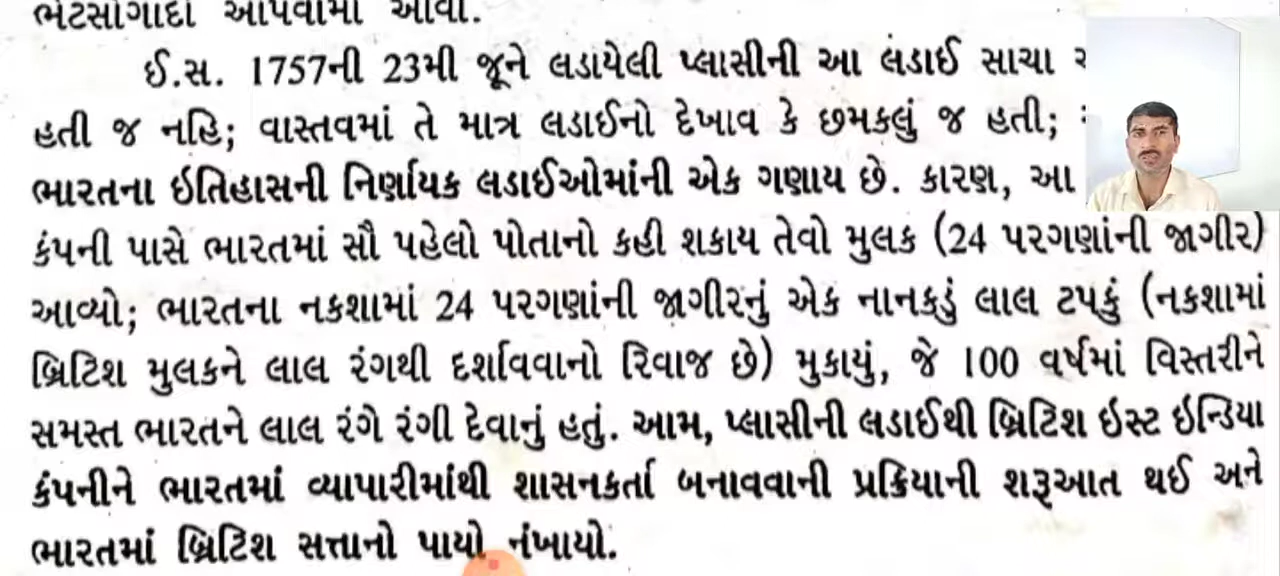 ભેટસોગાદો આપવામાં આવી.
ઈ.સ. 1757ની 23મી જૂને લડાયેલી પ્લાસીની આ લડાઈ સાચા
હતી જ નહિ; વાસ્તવમાં તે માત્ર લડાઈનો દેખાવ કે છમકલું જ હતી;
ભારતના ઇતિહાસની નિર્ણાયક લડાઈઓમાંની એક ગણાય છે. કારણ, આ
કંપની પાસે ભારતમાં સૌ પહેલો પોતાનો કહી શકાય તેવો મુલક (24 પરગણાંની જાગીર)
આવ્યો; ભારતના નકશામાં 24 પરગણાંની જાગીરનું એક નાનકડું લાલ ટપકું (નકશામાં
બ્રિટિશ મુલકને લાલ રંગથી દર્શાવવાનો રિવાજ છે) મુકાયું, જે 100 વર્ષમાં વિસ્તરીને
સમસ્ત ભારતને લાલ રંગે રંગી દેવાનું હતું. આમ, પ્લાસીની લડાઈથી બ્રિટિશ ઇસ્ટ ઇન્ડિયા
કંપનીને ભારતમાં વ્યાપારીમાંથી શાસનકર્તા બનાવવાની પ્રક્રિયાની શરૂઆત થઈ અને
ભારતમાં બ્રિટિશ સત્તાનો પાયો નંખાયો.